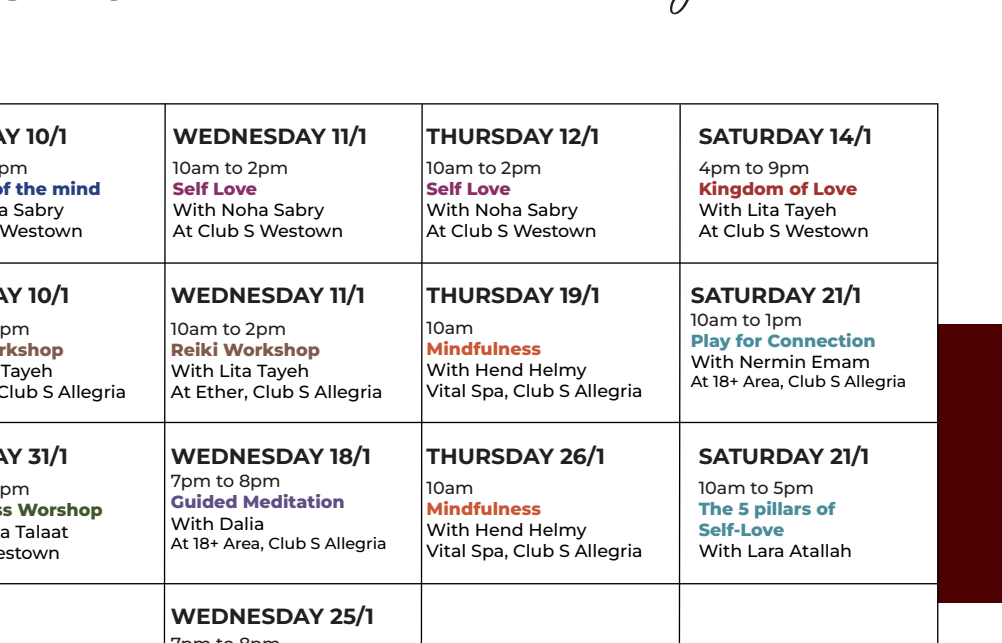 AY 10/1
pm
of the mind
a Sabry
Westown
WEDNESDAY 11/1
10am to 2pm
Self Love
With Noha Sabry
At Club S Westown
THURSDAY 12/1
10am to 2pm
Self Love
With Noha Sabry
At Club S Westown
SATURDAY 14/1
4pm to 9pm
Kingdom of Love
With Lita Tayeh
At Club S Westown
AY 10/1
pm
rkshop
Tayeh
Club S Allegria
WEDNESDAY 11/1
10am to 2pm
Reiki Workshop
With Lita Tayeh
At Ether, Club S Allegria
THURSDAY 19/1
10am
Mindfulness
With Hend Helmy
Vital Spa, Club S Allegria
SATURDAY 21/1
10am to 1pm
Play for Connection
With Nermin Emam
At 18+ Area, Club S Allegria
AY 31/1
pm
ss Worshop
a Talaat
estown
WEDNESDAY 18/1
7pm to 8pm
Guided Meditation
With Dalia
At 18+ Area, Club S Allegria
THURSDAY 26/1
10am
Mindfulness
With Hend Helmy
Vital Spa, Club S Allegria
SATURDAY 21/1
10am to 5pm
The 5 pillars of
Self-Love
With Lara Atallah
WEDNESDAY 25/1
7pm to 8pm